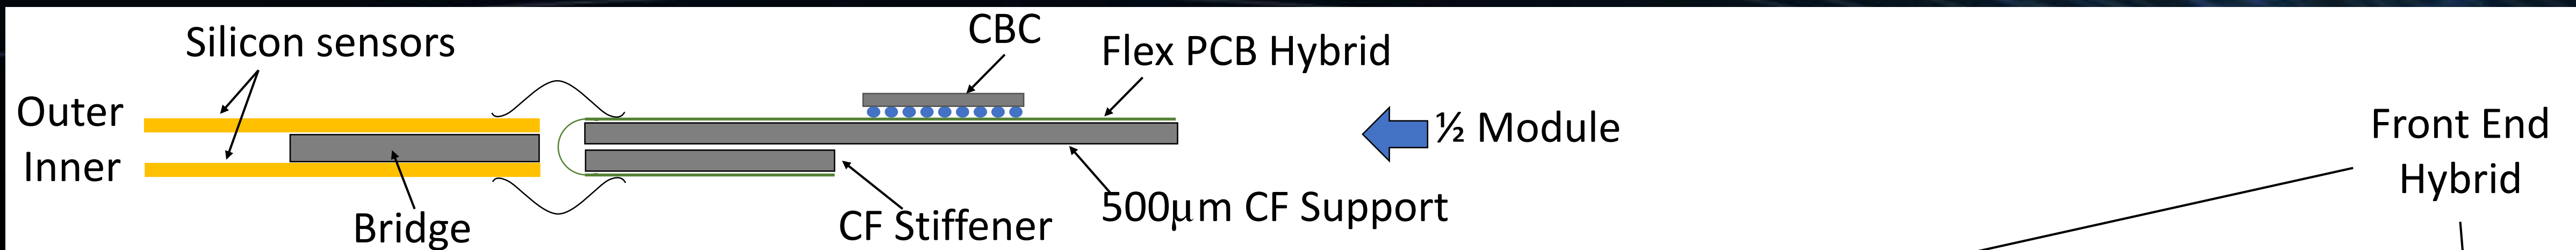 Silicon sensors
CBC
Flex PCB Hybrid
Outer
½ Module
Front End
Hybrid
Inner
500μm CF Support
CF Stiffener
Bridge